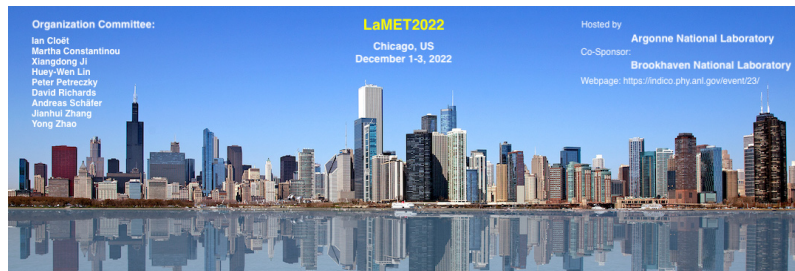 Organization Committee:
Ian Cloët
Martha Constantinou
Xiangdong Ji
Huey-Wen Lin
Peter Petreczky
David Richards
Andreas Schäfer
Jianhui Zhang
Yong Zhao
LaMET2022
Chicago, US
December 1-3, 2022
Hosted by
Argonne National Laboratory
Co-Sponsor:
Brookhaven National Laboratory
Webpage: https://indico.phy.anl.gov/event/23/